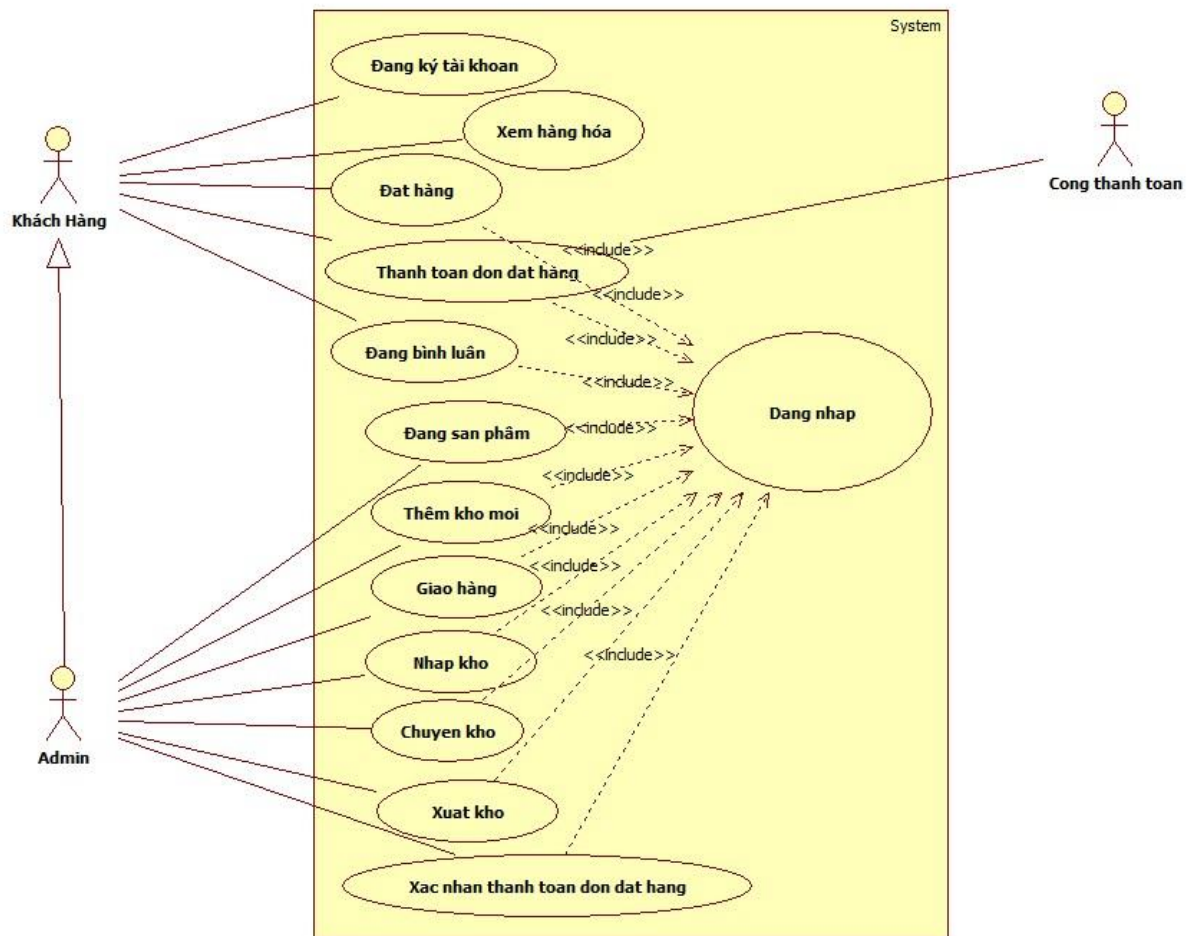 System
Đang ký tài khoan
Xem hàng hóa
Khách Hàng
Cong thanh toan
Đat hàng
<<include>>
Thanh toan don dat hàng
<<include>>
<<include>>
Đang bình luân
<<include>>
Dang nhap
Đang san phâm
<<include>>
<<include>>
Thêm kho moi
<<include>>
<<include>>
Giao hàng
<<include>>
Nhap kho
<<include>>
Chuyen kho
Admin
Xuat kho
Xac nhan thanh toan don dat hang